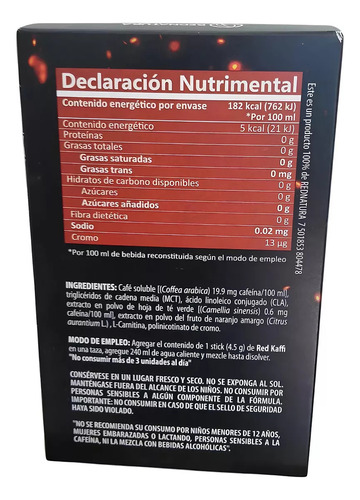 Declaración Nutrimental
Contenido energético por envase 182 kcal (762 kJ)
*Por 100 ml
Contenido energético 5 kcal (21 kJ)
Proteínas 0 g
Grasas totales 0 g
Grasas saturadas 0 g
Grasas trans 0 mg
Hidratos de carbono disponibles 0 g
Azúcares 0 g
Azúcares añadidos 0 g
Fibra dietética 0 g
Sodio 0.02 mg
Cromo 13 µg
*Por 100 ml de bebida reconstituida según el modo de empleo
INGREDIENTES: Café soluble [(Coffea arabica) 19.9 mg cafeína/100 ml],
triglicéridos de cadena media (MCT), ácido linoleico conjugado (CLA),
extracto en polvo de hoja de té verde [(Camellia sinensis) 0.6 mg
cafeína/100 ml], extracto en polvo del fruto de naranjo amargo (Citrus
aurantium L.), L-Carnitina, polinicotinato de cromo.
MODO DE EMPLEO: Agregar el contenido de 1 stick (4.5 g) de Red Kaffi
en una taza, agregar 240 ml de agua caliente y mezcle hasta disolver.
"No consumir más de 3 unidades al día"
CONSÉRVESE EN UN LUGAR FRESCO Y SECO. NO SE EXPONGA AL SOL.
MANTÉNGASE FUERA DEL ALCANCE DE LOS NIÑOS. NO CONSUMIR EN
PERSONAS SENSIBLES A ALGÚN COMPONENTE DE LA FÓRMULA.
IMPORTANTE: NO CONSUMIR EN CASO DE QUE EL SELLO DE SEGURIDAD
HAYA SIDO VIOLADO.
"NO SE RECOMIENDA SU CONSUMO PARA NIÑOS MENORES DE 12 AÑOS,
MUJERES EMBARAZADAS O LACTANDO, PERSONAS SENSIBLES A LA
CAFEÍNA, NI LA MEZCLA CON BEBIDAS ALCOHÓLICAS".
Este es un producto 100% de REDNATURA 7 501853 804478